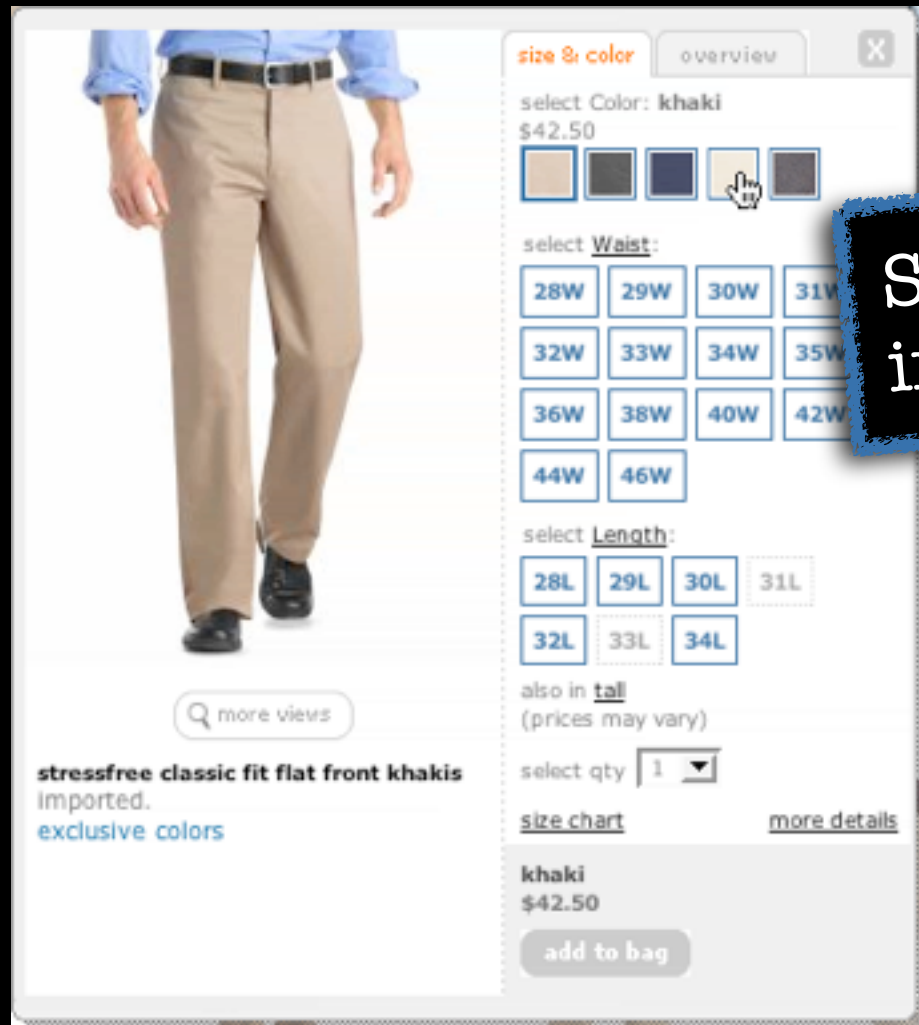 size & color
overview
X
select Color: khaki
$42.50
select Waist:
28W 29W 30W 31W
32W 33W 34W 35W
36W 38W 40W 42W
44W 46W
select Length:
28L 29L 30L 31L
32L 33L 34L
also in tall
(prices may vary)
select qty 1
size chart more details
khaki
$42.50
add to bag
more views
stressfree classic fit flat front khakis
imported.
exclusive colors